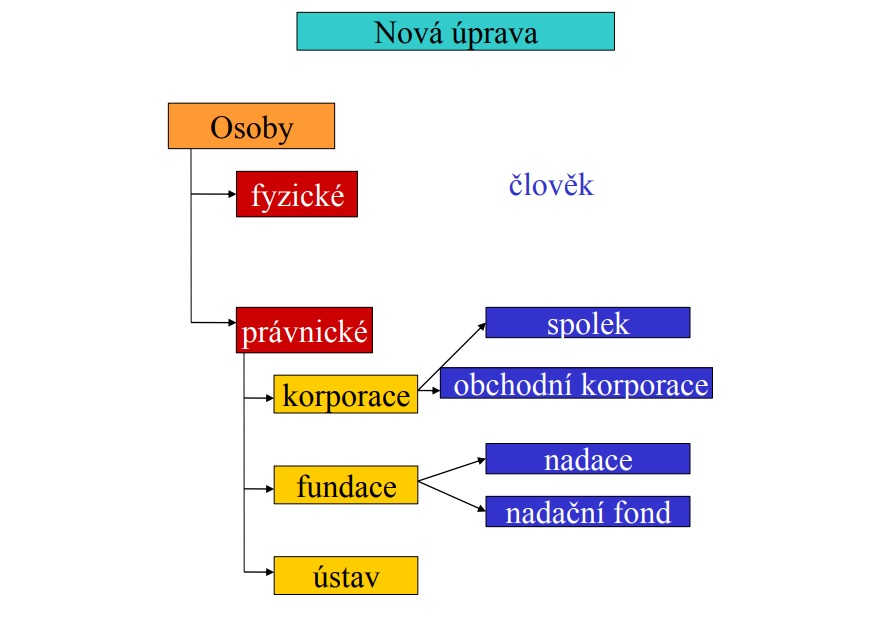 Nová úprava
Osoby
fyzické
člověk
právnické
spolek
korporace
obchodní korporace
fundace
nadace
nadační fond
ústav